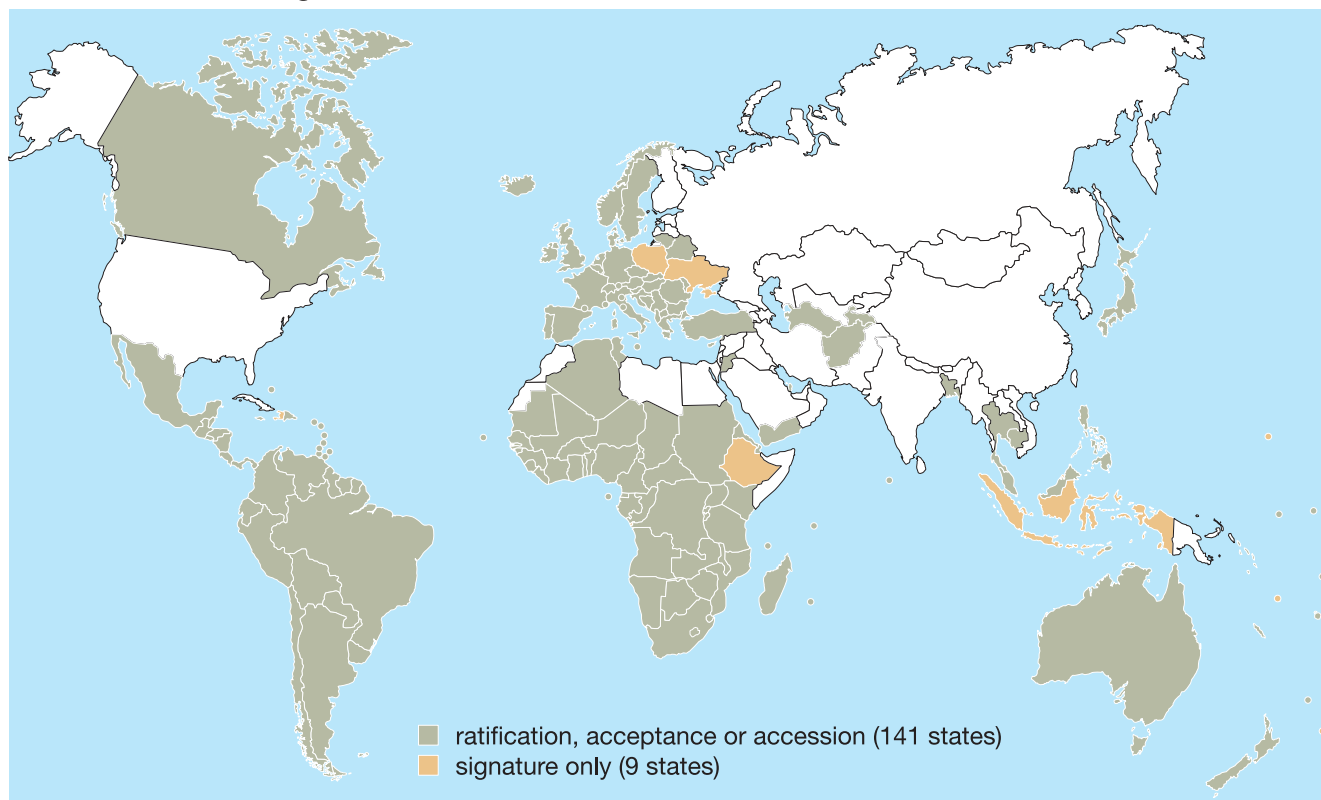 ratification, acceptance or accession (141 states)
signature only (9 states)